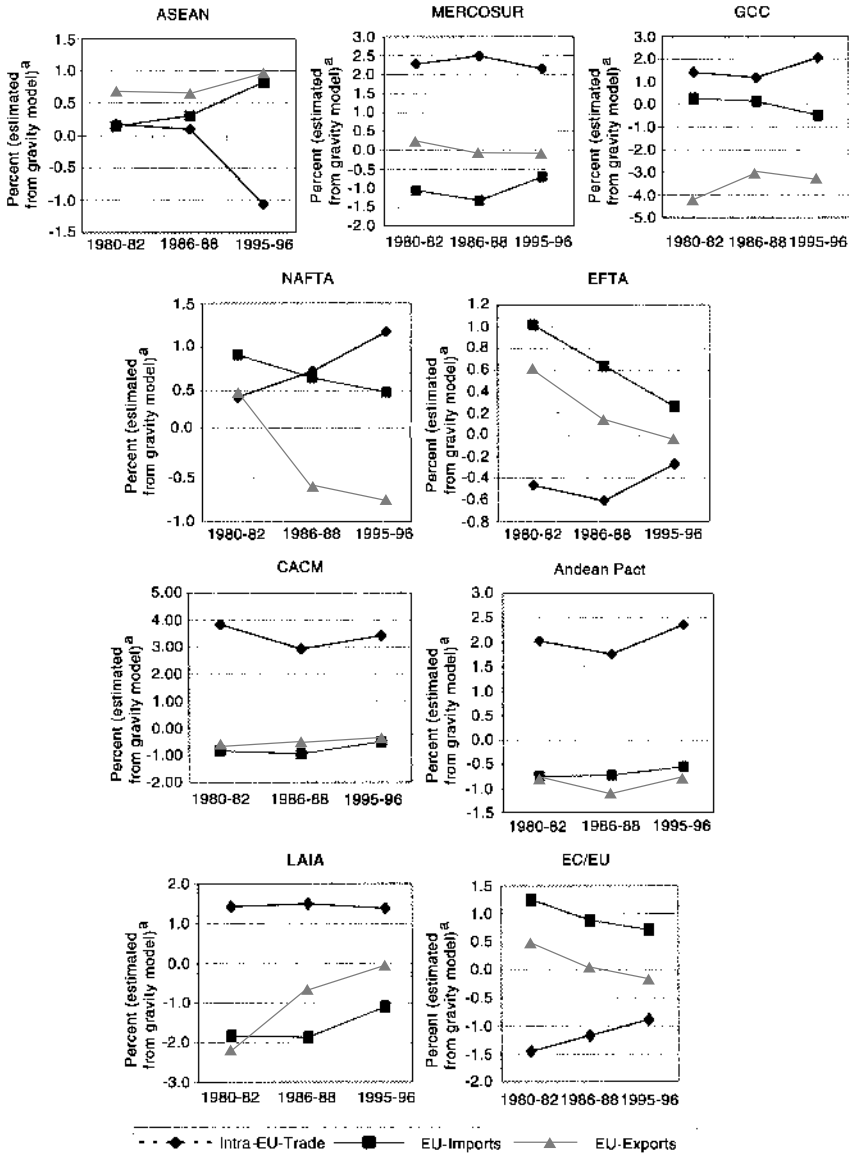 ASEAN
Percent (estimated
from gravity model)a
1.5
1.0
0.5
0.0
-0.5
-1.0
-1.5
1980-82 1986-88 1995-96
MERCOSUR
Percent (estimated
from gravity model)a
3.0
2.5
2.0
1.5
1.0
0.5
0.0
-0.5
-1.0
-1.5
-2.0
1980-82 1986-88 1995-96
GCC
Percent (estimated
from gravity model)a
3.0
2.0
1.0
0.0
-1.0
-2.0
-3.0
-4.0
-5.0
1980-82 1986-88 1995-96
NAFTA
Percent (estimated
from gravity model)a
1.5
1.0
0.5
0.0
-0.5
-1.0
1980-82 1986-88 1995-96
EFTA
Percent (estimated
from gravity model)a
1.2
1.0
0.8
0.6
0.4
0.2
0.0
-0.2
-0.4
-0.6
-0.8
1980-82 1986-88 1995-96
CACM
Percent (estimated
from gravity model)a
5.00
4.00
3.00
2.00
1.00
-0.00
-1.00
-2.00
1980-82 1986-88 1995-96
Andean Pact
Percent (estimated
from gravity model)a
3.0
2.5
2.0
1.5
1.0
0.5
0.0
-0.5
-1.0
-1.5
1980-82 1986-88 1995-96
LAIA
Percent (estimated
from gravity model)a
2.0
1.0
0.0
-1.0
-2.0
-3.0
1980-82 1986-88 1995-96
EC/EU
Percent (estimated
from gravity model)a
1.5
1.0
0.5
0.0
-0.5
-1.0
-1.5
-2.0
1980-82 1986-88 1995-96
Intra-EU-Trade EU-Imports EU-Exports